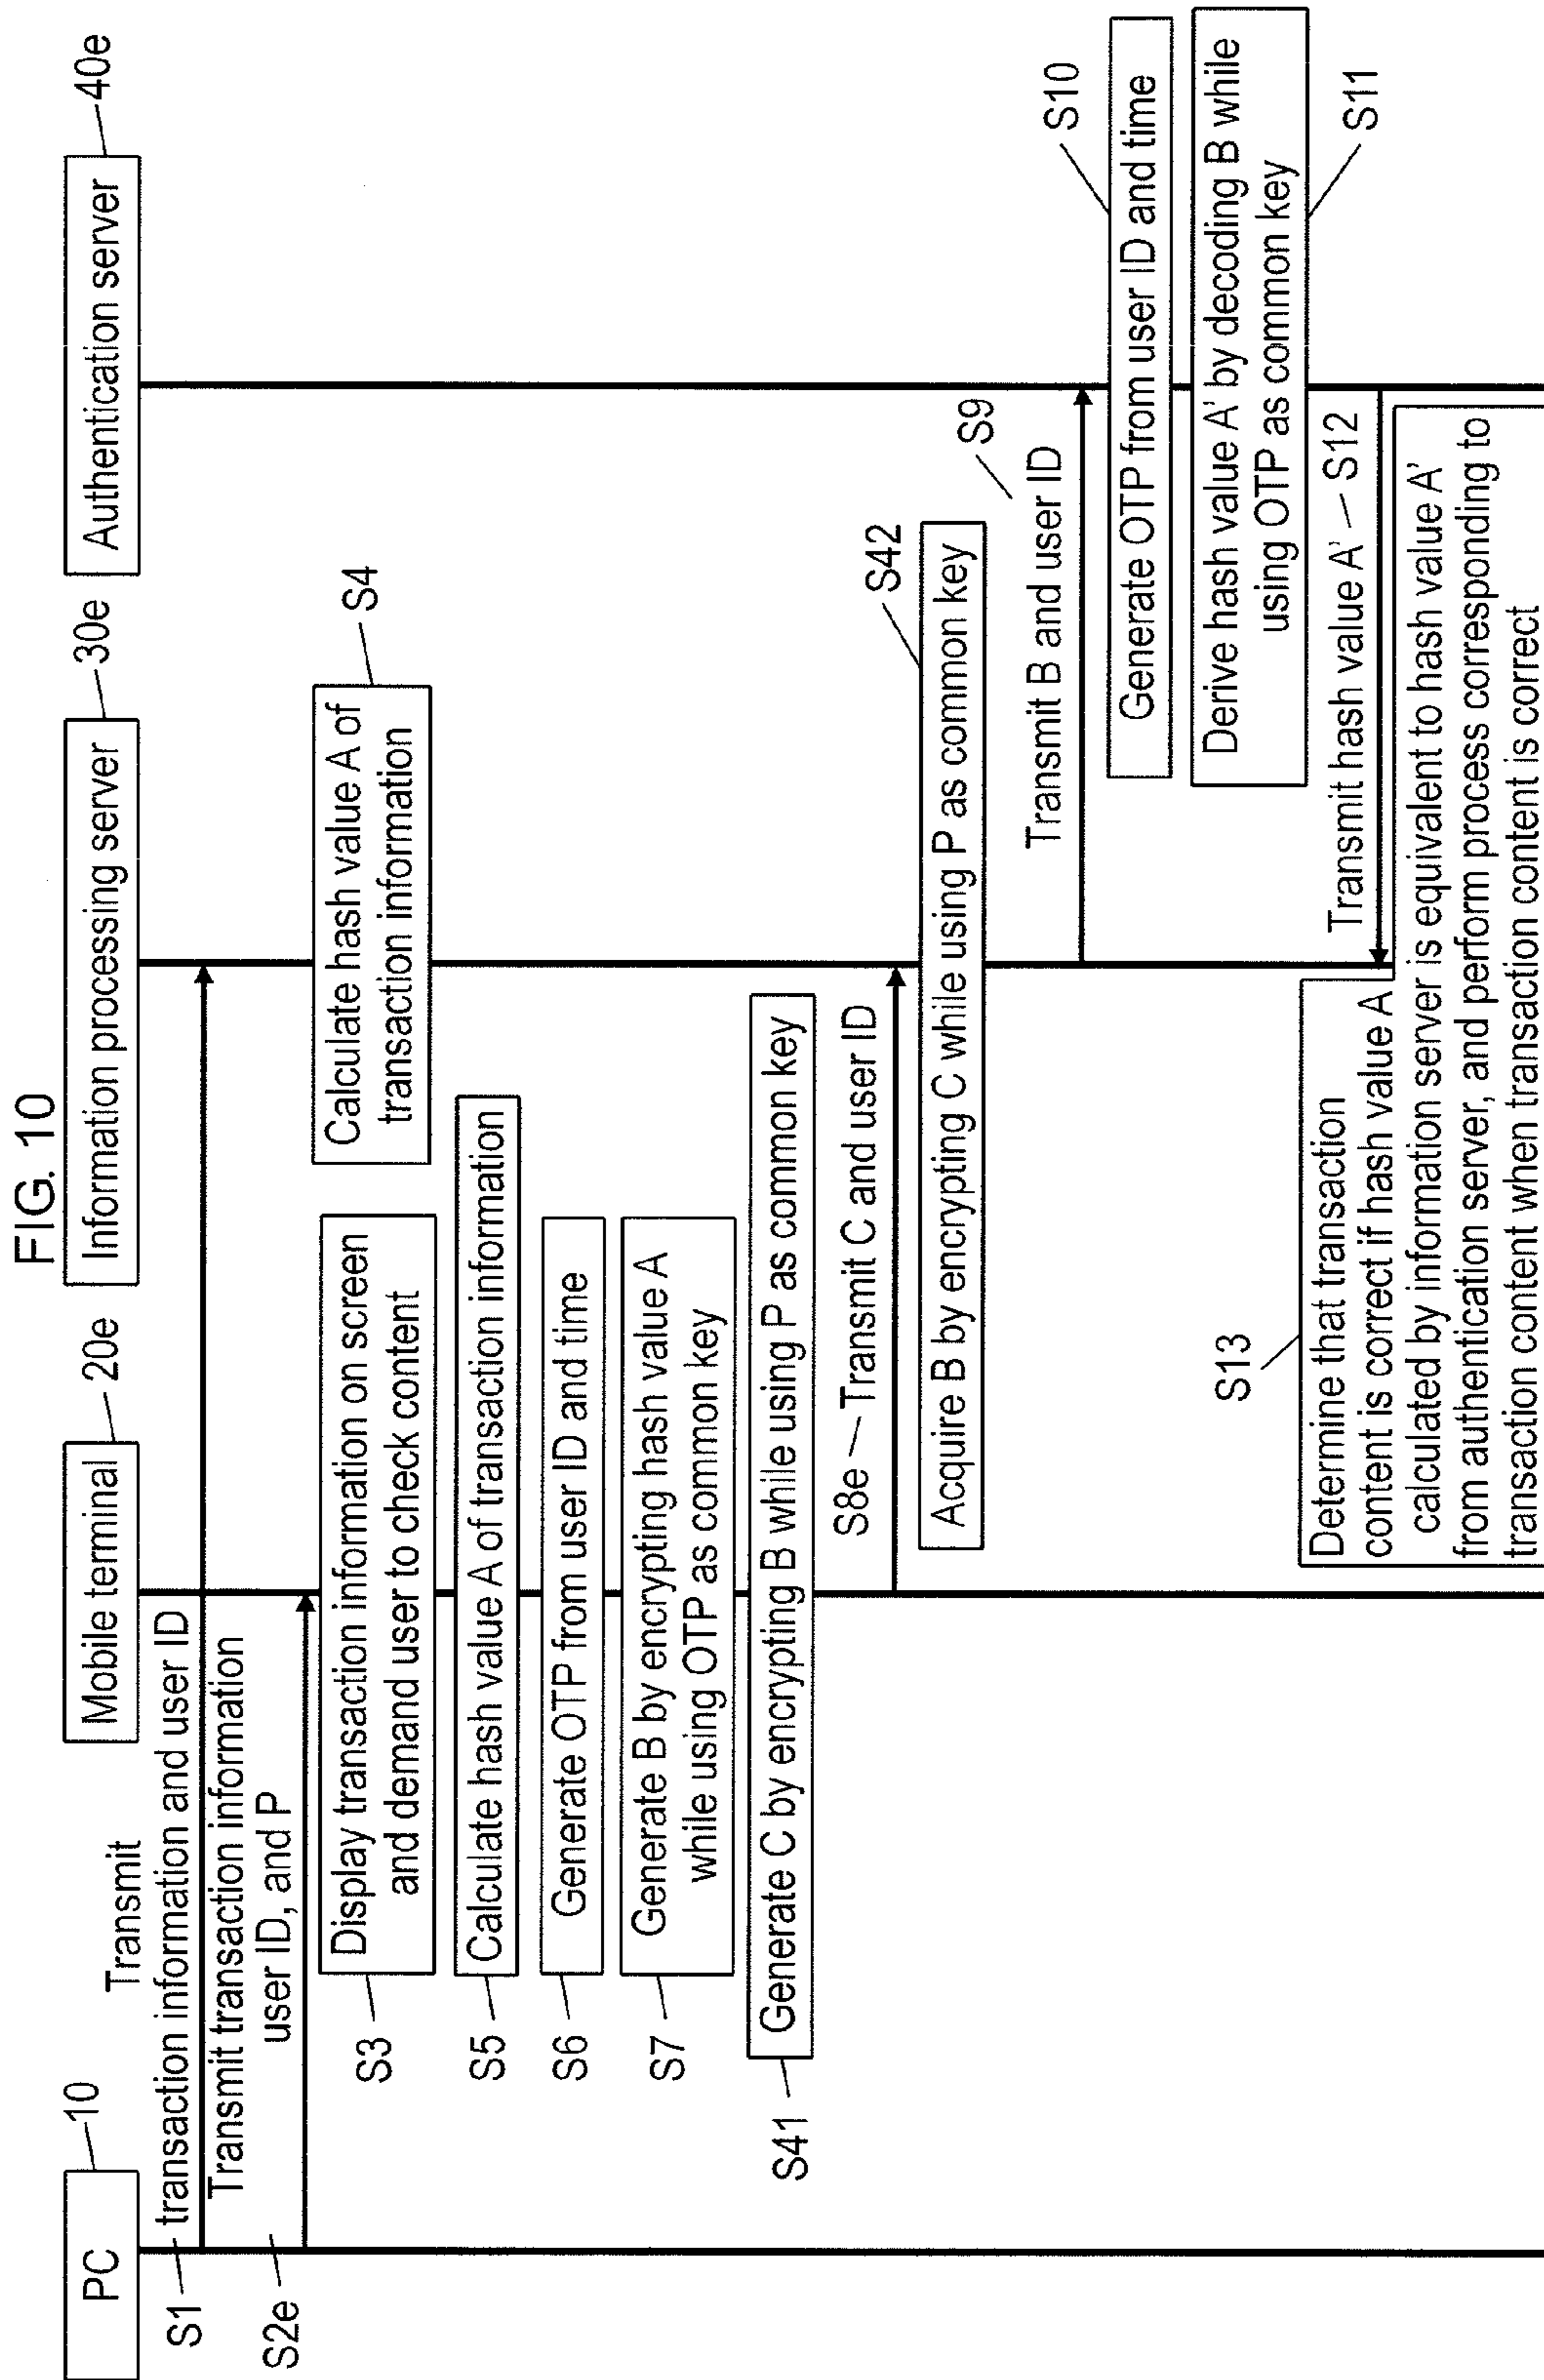 FIG. 10
PC
10
Mobile terminal
20e
Information processing server
30e
Authentication server
40e
S1
Transmit
transaction information and user ID
S2e
Transmit transaction information
user ID, and P
S3
Display transaction information on screen
and demand user to check content
Calculate hash value A of
transaction information
S4
S5
Calculate hash value A of transaction information
S6
Generate OTP from user ID and time
S7
Generate B by encrypting hash value A
while using OTP as common key
S41
Generate C by encrypting B while using P as common key
S8e
Transmit C and user ID
Acquire B by encrypting C while using P as common key
S42
Transmit B and user ID
S9
Generate OTP from user ID and time
S10
Derive hash value A' by decoding B while
using OTP as common key
S11
Transmit hash value A'
S12
S13
Determine that transaction
content is correct if hash value A
calculated by information server is equivalent to hash value A'
from authentication server, and perform process corresponding to
transaction content when transaction content is correct